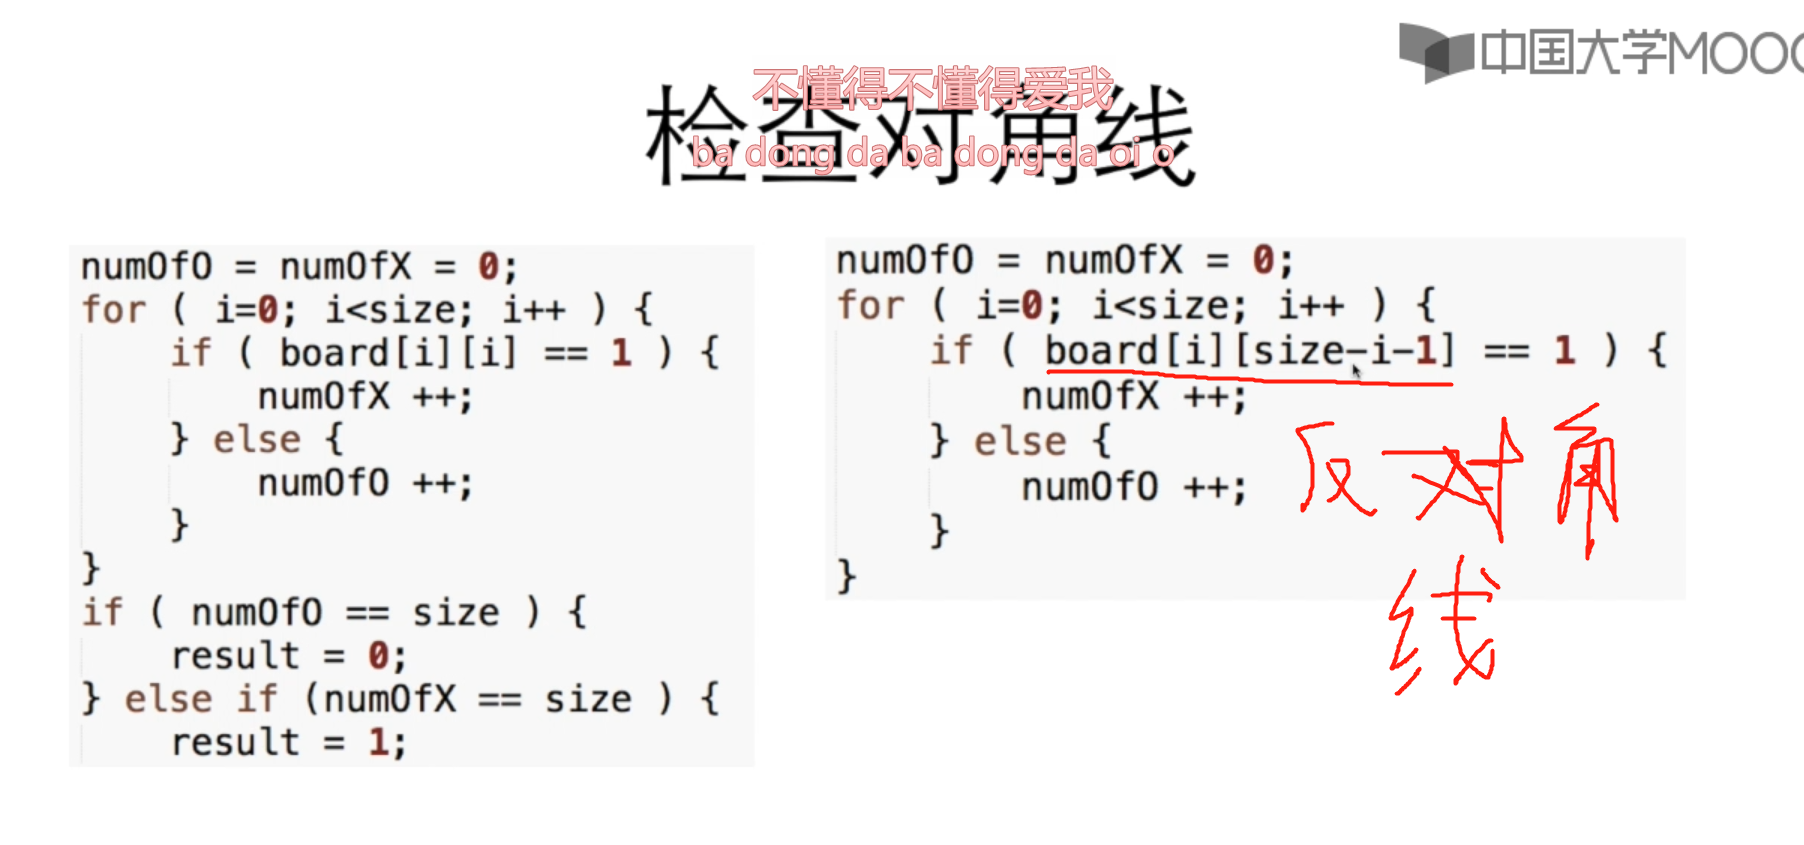 中国大学MOOC
不懂得不懂得爱我
检查对角线
ba dong da ba dong da oi o
numOfO = numOfX = 0;
for ( i=0; i<size; i++ ) {
if ( board[i][i] == 1 ) {
numOfX ++;
} else {
numOfO ++;
}
}
if ( numOfO == size ) {
result = 0;
} else if (numOfX == size ) {
result = 1;
numOfO = numOfX = 0;
for ( i=0; i<size; i++ ) {
if ( board[i][size-i-1] == 1 ) {
numOfX ++;
} else {
numOfO ++;
}
}
反对角
线